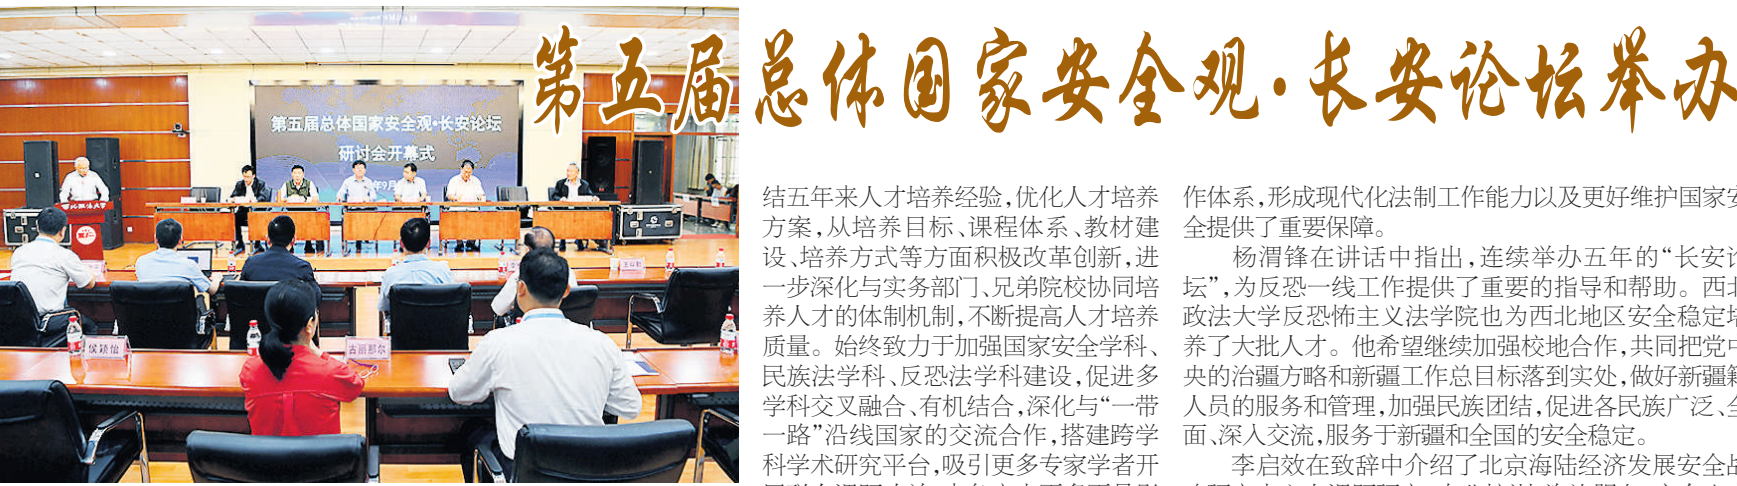 第五届总体国家安全观·长安论坛举办
第五届总体国家安全观·长安论坛
研讨会开幕式
年9月
西北政法大学
侯颖怡
古丽那尔
结五年来人才培养经验,优化人才培养
方案,从培养目标、课程体系、教材建
设、培养方式等方面积极改革创新,进
一步深化与实务部门、兄弟院校协同培
养人才的体制机制,不断提高人才培养
质量。始终致力于加强国家安全学科、
民族法学科、反恐法学科建设,促进多
学科交叉融合、有机结合,深化与“一带
一路”沿线国家的交流合作,搭建跨学
科学术研究平台,吸引更多专家学者开
作体系,形成现代化法制工作能力以及更好维护国家安
全提供了重要保障。
杨渭锋在讲话中指出,连续举办五年的“长安论
坛”,为反恐一线工作提供了重要的指导和帮助。西北
政法大学反恐怖主义法学院也为西北地区安全稳定培
养了大批人才。他希望继续加强校地合作,共同把党中
央的治疆方略和新疆工作总目标落到实处,做好新疆籍
人员的服务和管理,加强民族团结,促进各民族广泛、全
面、深入交流,服务于新疆和全国的安全稳定。
李启效在致辞中介绍了北京海陆经济发展安全战